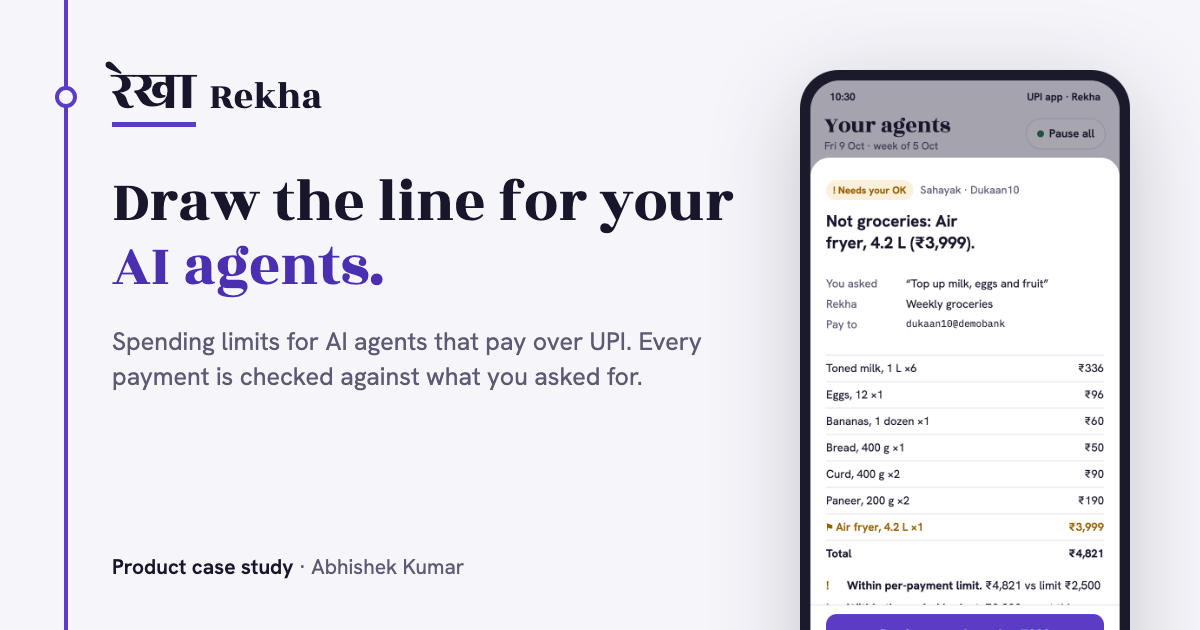 रेखा Rekha
Draw the line for your
AI agents.
Spending limits for AI agents that pay over UPI. Every
payment is checked against what you asked for.
Product case study · Abhishek Kumar
10:30 UPI app · Rekha
Your agents
Fri 9 Oct · week of 5 Oct
Pause all
! Needs your OK Sahayak · Dukaan10
Not groceries: Air
fryer, 4.2 L (₹3,999).
You asked “Top up milk, eggs and fruit”
Rekha Weekly groceries
Pay to dukaan10@demobank
Toned milk, 1 L ×6 ₹336
Eggs, 12 ×1 ₹96
Bananas, 1 dozen ×1 ₹60
Bread, 400 g ×1 ₹50
Curd, 400 g ×2 ₹90
Paneer, 200 g ×2 ₹190
⚑ Air fryer, 4.2 L ×1 ₹3,999
Total ₹4,821
! Within per-payment limit. ₹4,821 vs limit ₹2,500